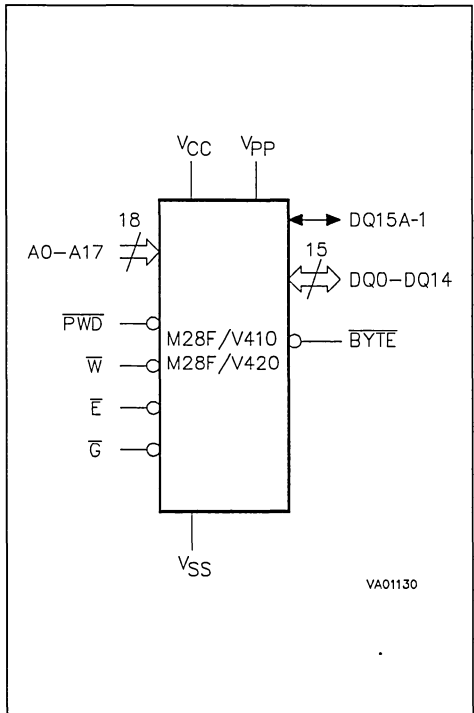 VCC VPP
DQ15A-1
18
A0-A17
15
DQ0-DQ14
PWD
M28F/V410
BYTE
W
M28F/V420
E
G
VSS
VA01130